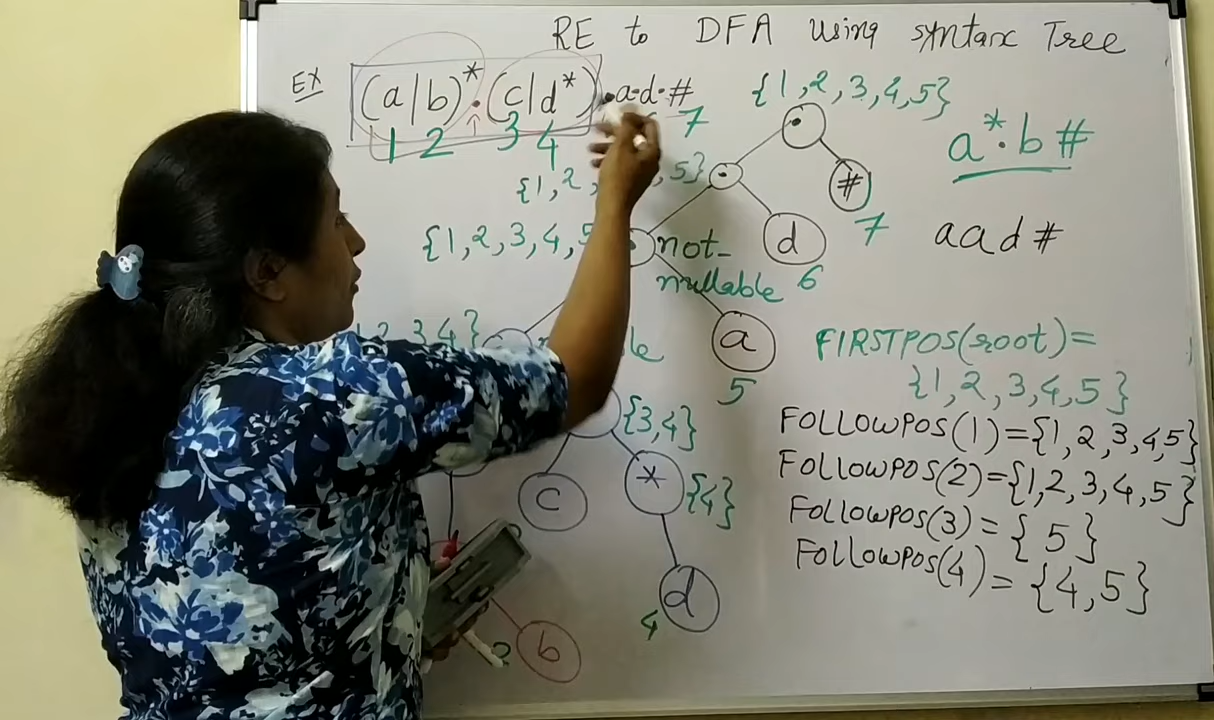 RE to DFA using syntax Tree
Ex (a|b)* . (c|d*) . a.d.#
1 2 3 4 7
{1,2,3,4,5}
.
a*.b#
#
7
{1,2, ,5}
.
d
6
aad#
{1,2,3,4,5
not-nullable
a
5
FIRSTPOS(root)=
{1,2,3,4,5}
2,3,4}
{3,4}
FOLLOWPOS(1)={1,2,3,4,5}
FOLLOWPOS(2)={1,2,3,4,5}
FOLLOWPOS(3)={5}
FOLLOWPOS(4)={4,5}
c
*
{4}
d
4
2
b